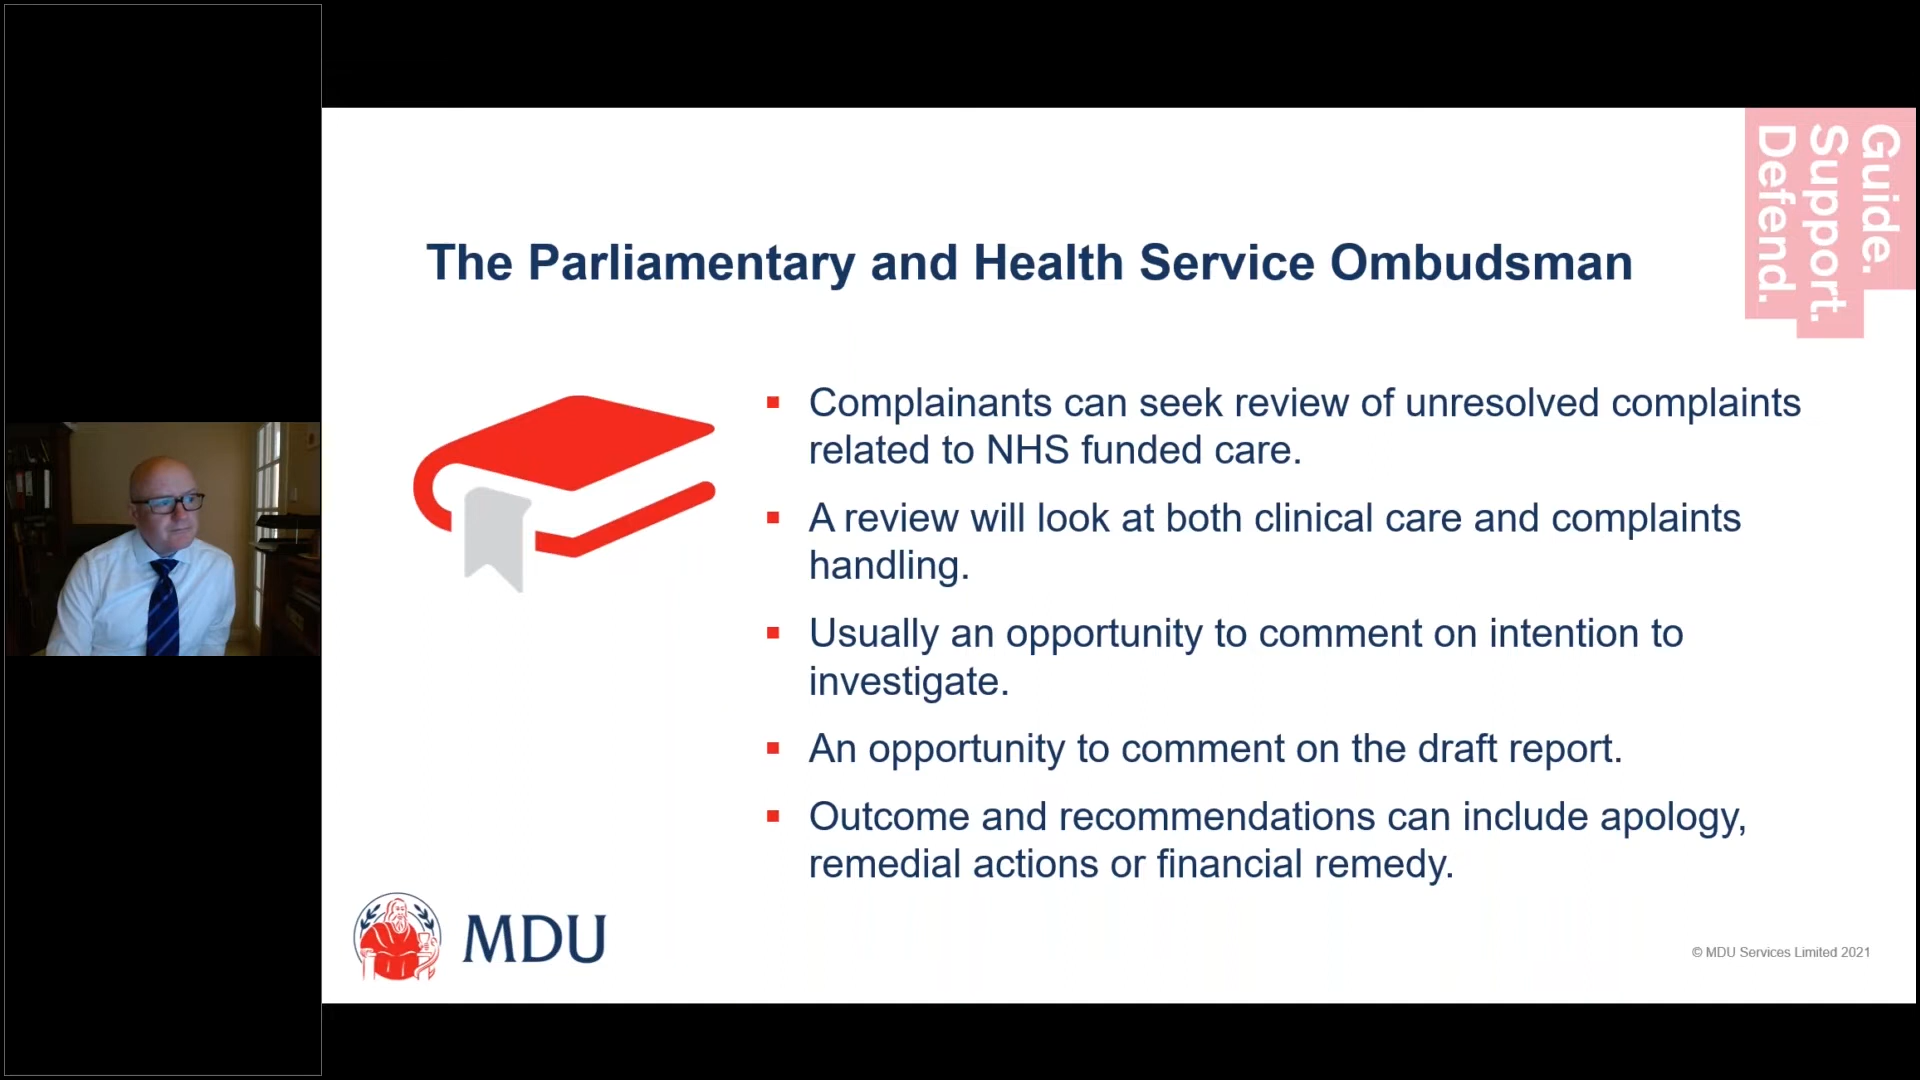 Guide.
Support.
Defend.
The Parliamentary and Health Service Ombudsman
▪ Complainants can seek review of unresolved complaints
related to NHS funded care.
▪ A review will look at both clinical care and complaints
handling.
▪ Usually an opportunity to comment on intention to
investigate.
▪ An opportunity to comment on the draft report.
▪ Outcome and recommendations can include apology,
remedial actions or financial remedy.
MDU
© MDU Services Limited 2021